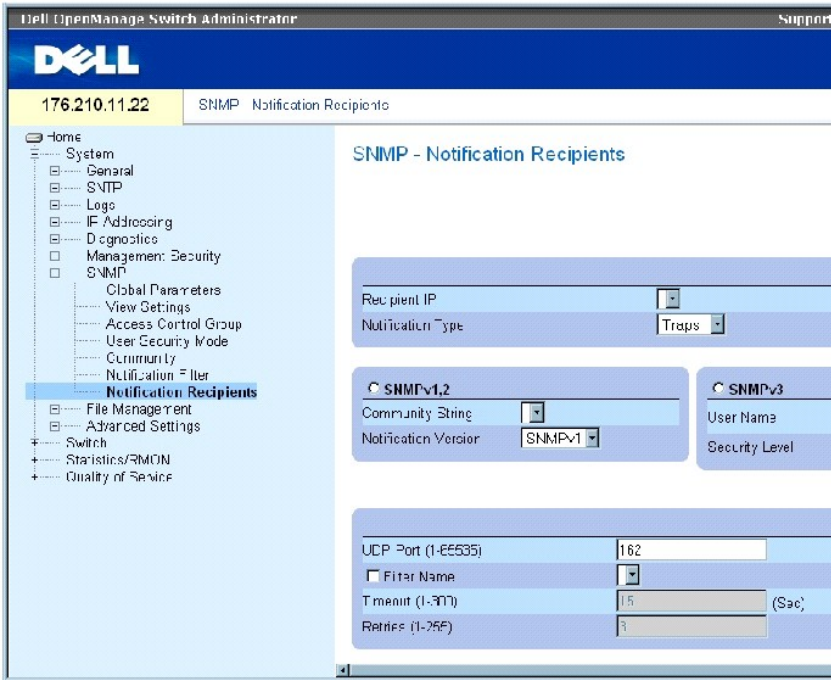 Dell OpenManage Switch Administrator
Support
DELL
176.210.11.22
SNMP Notification Recipients
Home
System
General
SNTP
Logs
IP Addressing
Diagnostics
Management Security
SNMP
Global Parameters
View Settings
Access Control Group
User Security Mode
Community
Notification Filter
Notification Recipients
File Management
Advanced Settings
Switch
Statistics/RMON
Quality of Service
SNMP - Notification Recipients
Recipient IP
Notification Type
Traps
SNMPv1,2
Community String
Notification Version
SNMPv1
SNMPv3
User Name
Security Level
UDP Port (1-65535)
162
Filter Name
Timeout (1-300)
15
(Sec)
Retries (1-255)
3